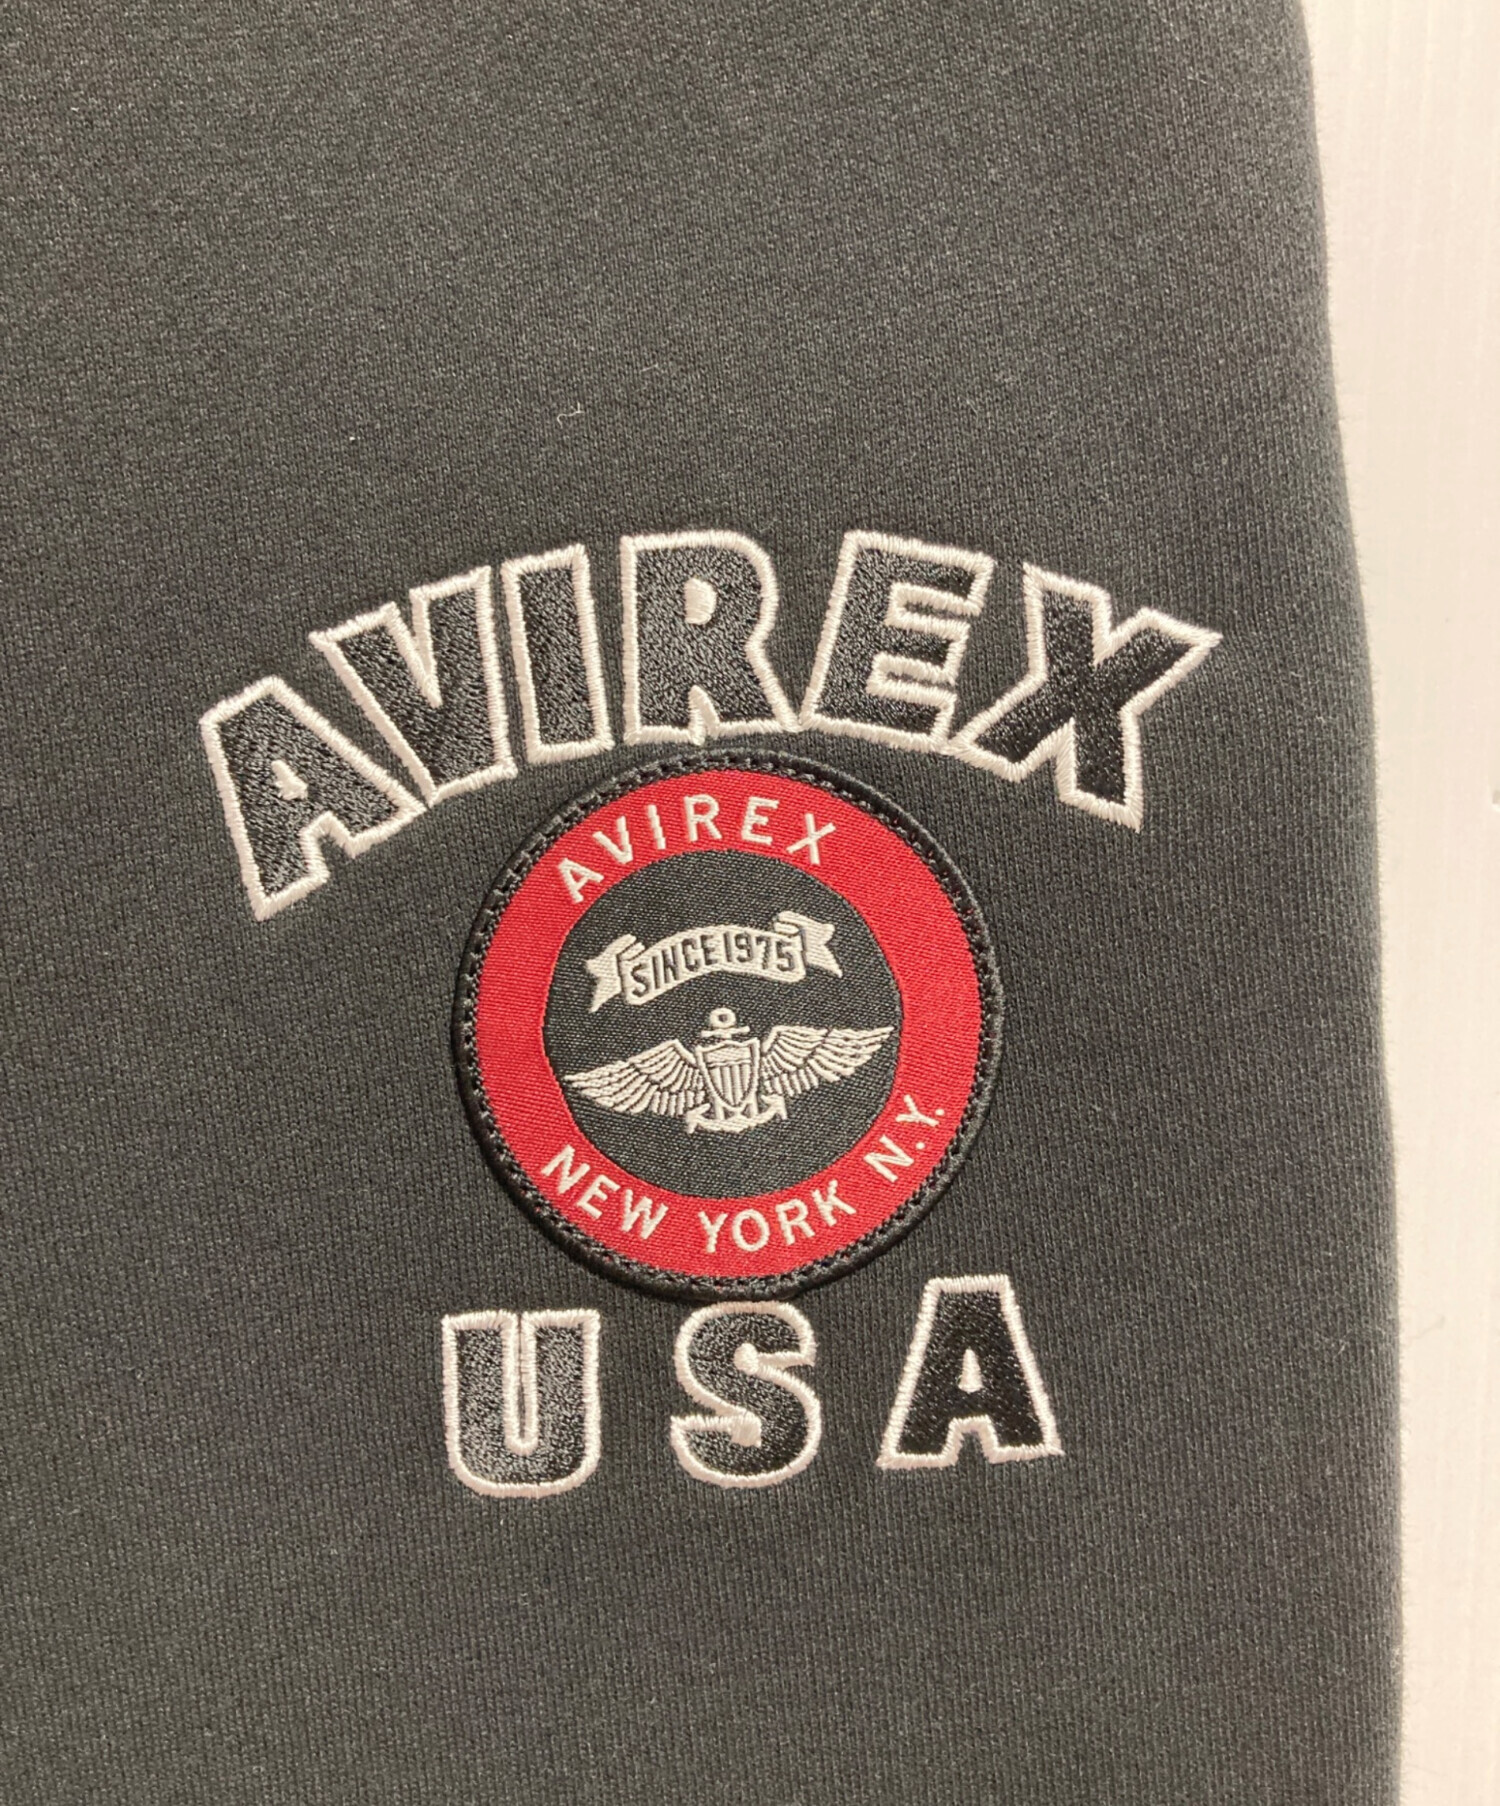 AVIREX
AVIREX
SINCE 1975
NEW YORK N.Y.
USA